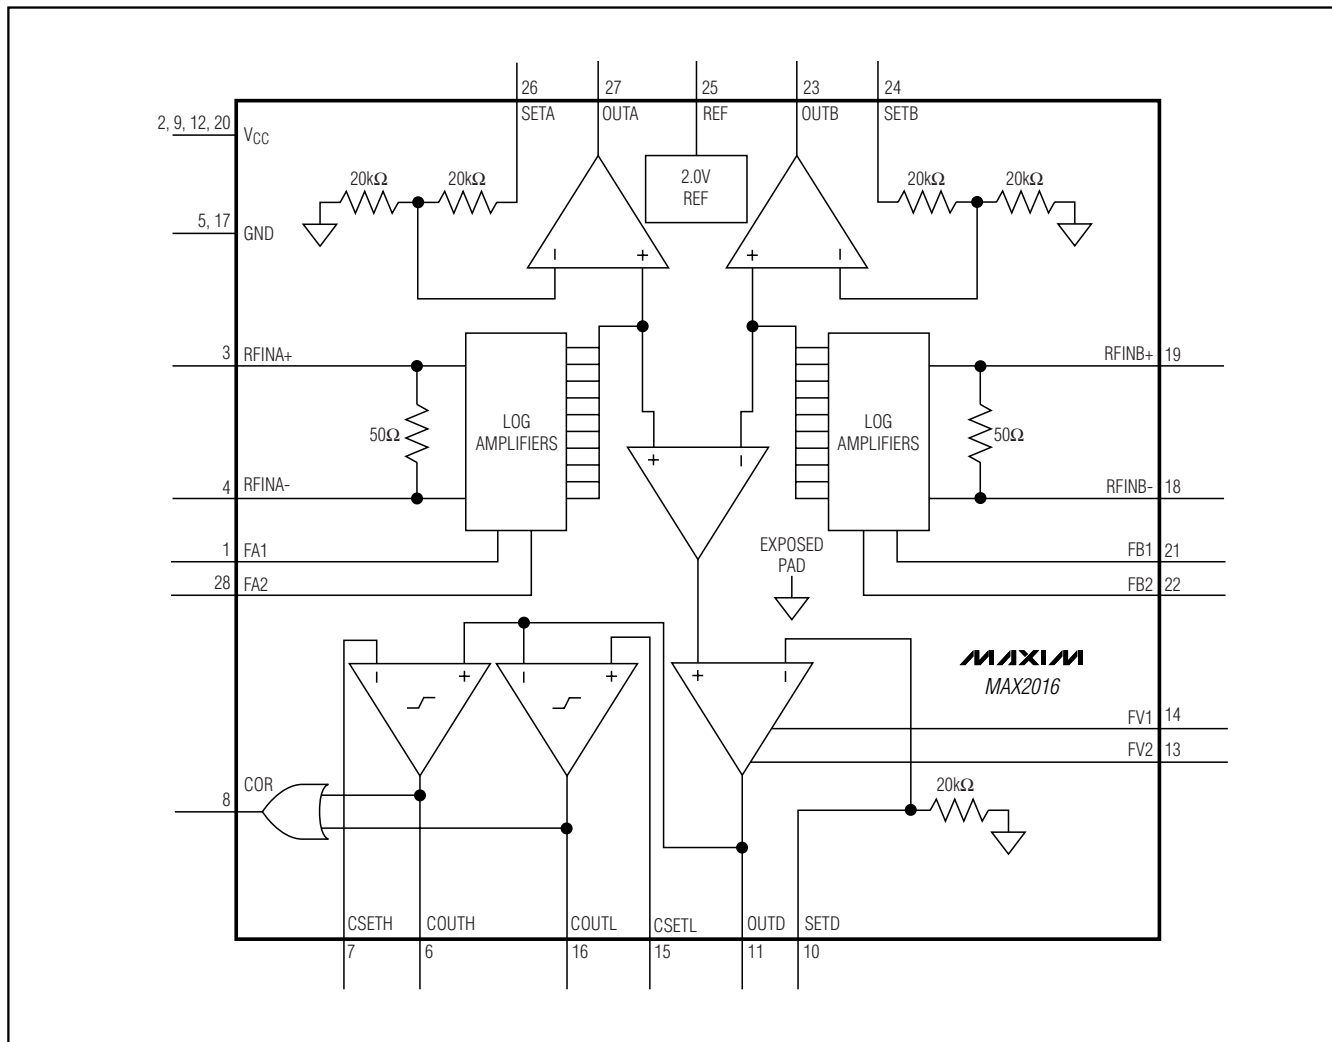 26 27 25 23 24
SETA OUTA REF OUTB SETB
2, 9, 12, 20 VCC
20kΩ 20kΩ 2.0V REF 20kΩ 20kΩ
5, 17 GND
− + + −
3 RFINA+ RFINB+ 19
50Ω LOG AMPLIFIERS LOG AMPLIFIERS 50Ω
+ −
4 RFINA- RFINB- 18
1 FA1 EXPOSED PAD FB1 21
28 FA2 FB2 22
− + − + + −
MAXIM
MAX2016
FV1 14
FV2 13
COR
8
20kΩ
CSETH COUTH COUTL CSETL OUTD SETD
7 6 16 15 11 10